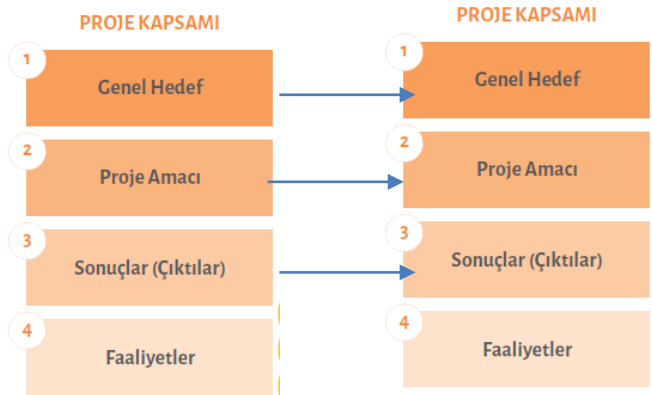 PROJE KAPSAMI
1
Genel Hedef
2
Proje Amacı
3
Sonuçlar (Çıktılar)
4
Faaliyetler
PROJE KAPSAMI
1
Genel Hedef
2
Proje Amacı
3
Sonuçlar (Çıktılar)
4
Faaliyetler